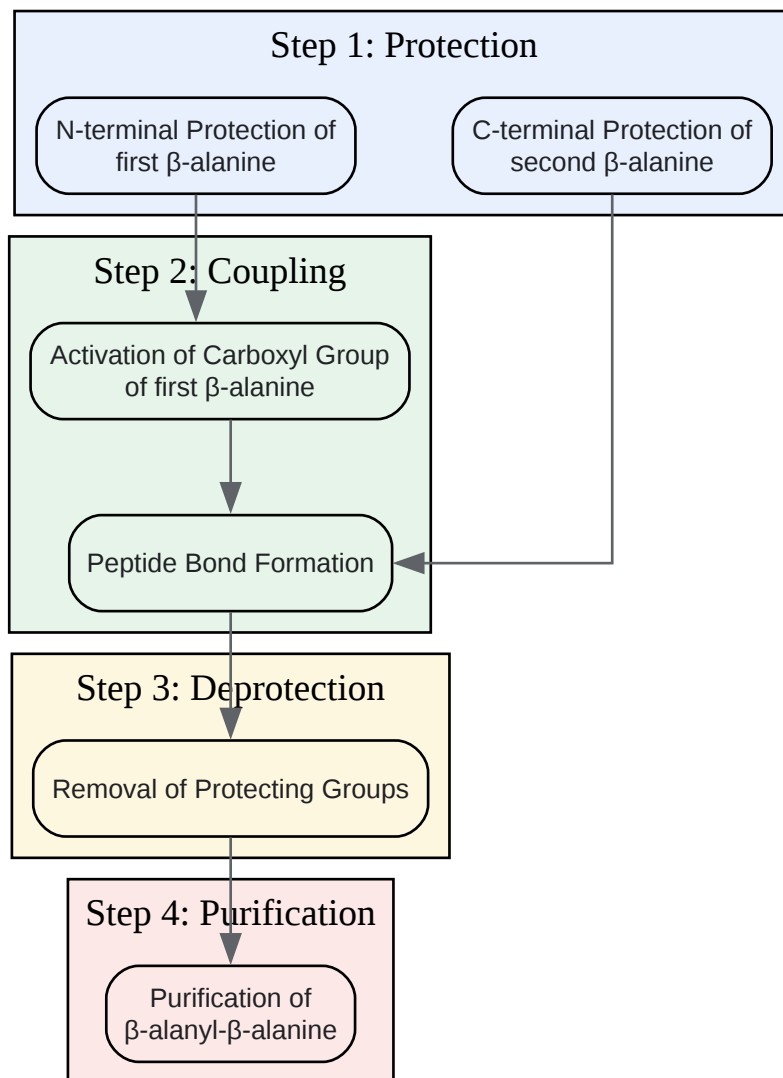 Step 1: Protection
N-terminal Protection of
first β-alanine
C-terminal Protection of
second β-alanine
Step 2: Coupling
Activation of Carboxyl Group
of first β-alanine
Peptide Bond Formation
Step 3: Deprotection
Removal of Protecting Groups
Step 4: Purification
Purification of
β-alanyl-β-alanine